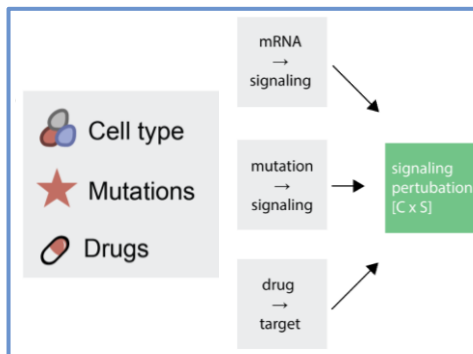 Cell type
Mutations
Drugs
mRNA
→
signaling
mutation
→
signaling
drug
→
target
signaling
pertubation
[C x S]